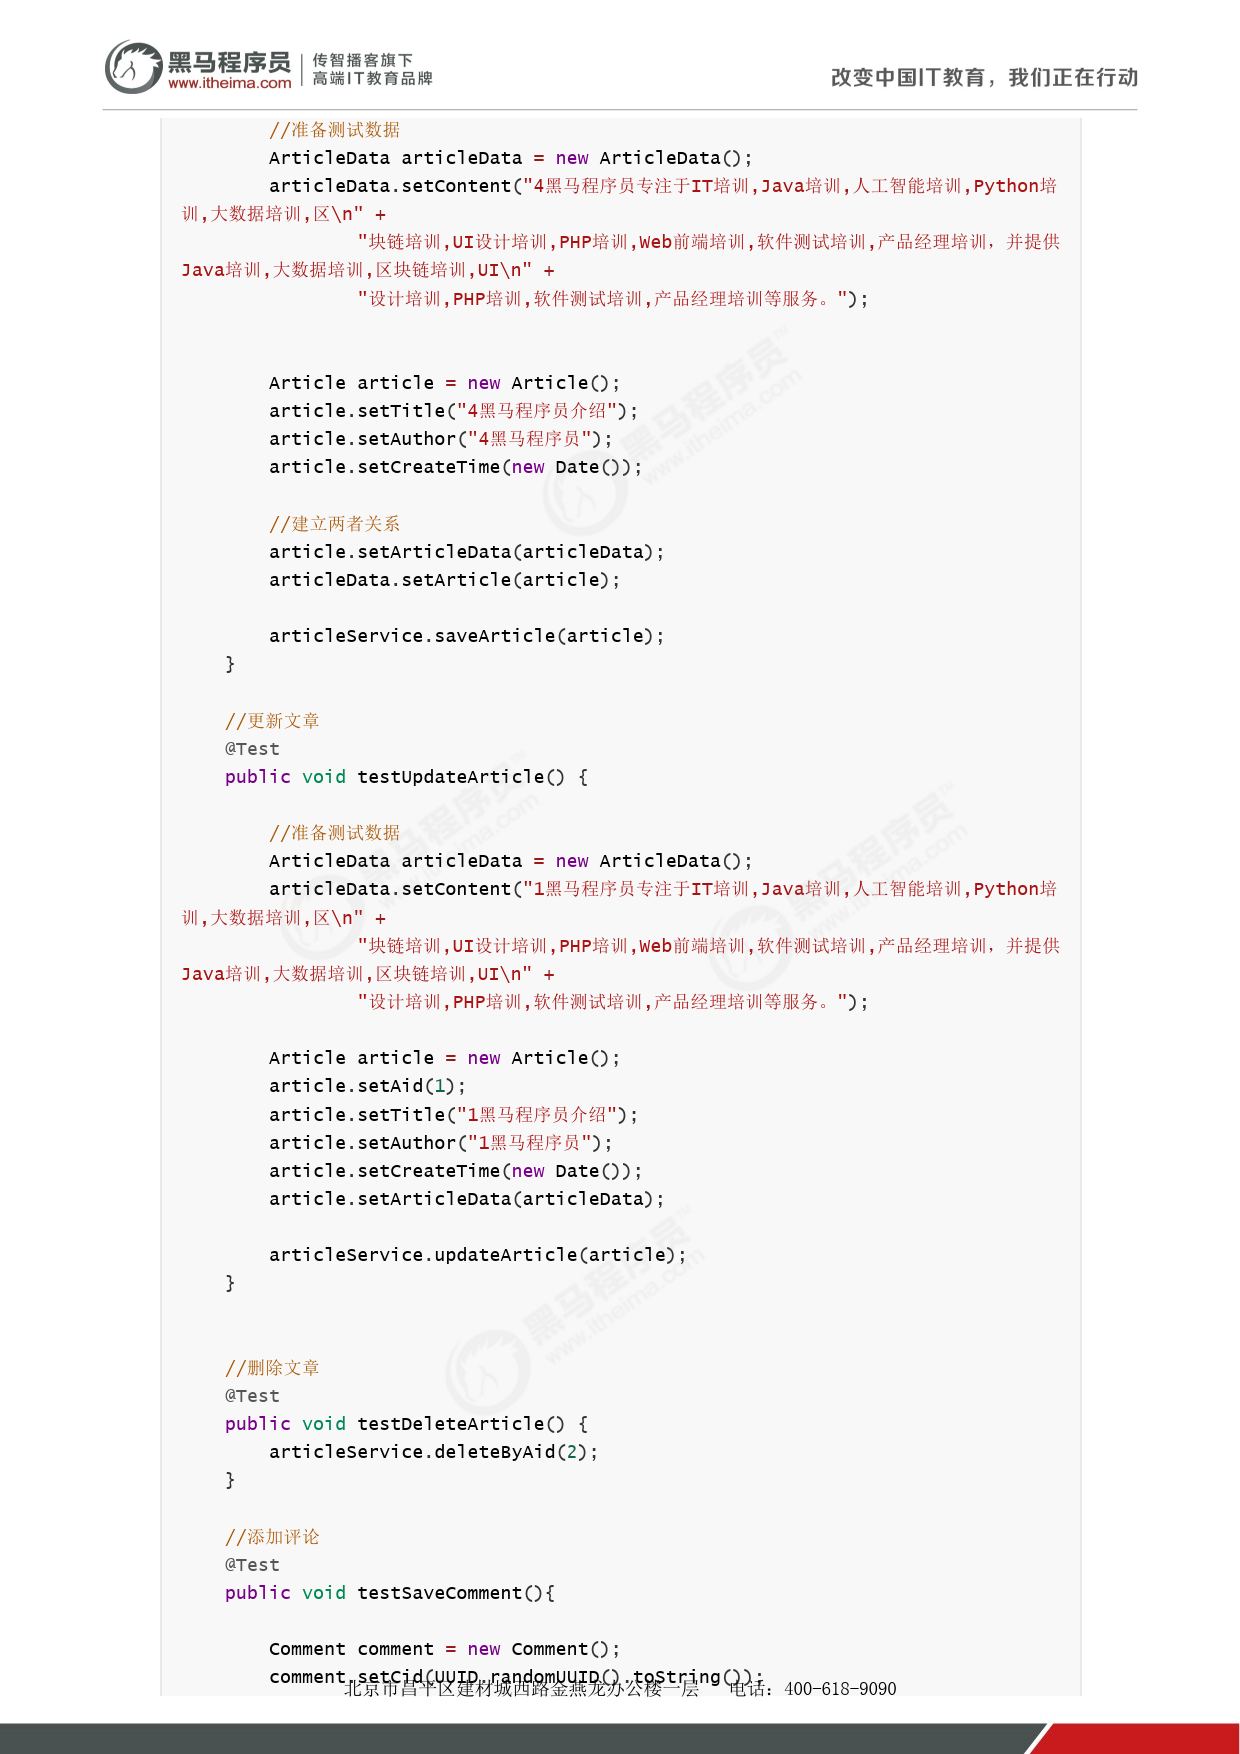 黑马程序员
www.itheima.com
传智播客旗下
高端IT教育品牌
改变中国IT教育，我们正在行动
//准备测试数据
ArticleData articleData = new ArticleData();
articleData.setContent("4黑马程序员专注于IT培训,Java培训,人工智能培训,Python培
训,大数据培训,区\n" +
"块链培训,UI设计培训,PHP培训,Web前端培训,软件测试培训,产品经理培训，并提供
Java培训,大数据培训,区块链培训,UI\n" +
"设计培训,PHP培训,软件测试培训,产品经理培训等服务。");
Article article = new Article();
article.setTitle("4黑马程序员介绍");
article.setAuthor("4黑马程序员");
article.setCreateTime(new Date());
//建立两者关系
article.setArticleData(articleData);
articleData.setArticle(article);
articleService.saveArticle(article);
}
//更新文章
@Test
public void testUpdateArticle() {
//准备测试数据
ArticleData articleData = new ArticleData();
articleData.setContent("1黑马程序员专注于IT培训,Java培训,人工智能培训,Python培
训,大数据培训,区\n" +
"块链培训,UI设计培训,PHP培训,Web前端培训,软件测试培训,产品经理培训，并提供
Java培训,大数据培训,区块链培训,UI\n" +
"设计培训,PHP培训,软件测试培训,产品经理培训等服务。");
Article article = new Article();
article.setAid(1);
article.setTitle("1黑马程序员介绍");
article.setAuthor("1黑马程序员");
article.setCreateTime(new Date());
article.setArticleData(articleData);
articleService.updateArticle(article);
}
//删除文章
@Test
public void testDeleteArticle() {
articleService.deleteByAid(2);
}
//添加评论
@Test
public void testSaveComment(){
Comment comment = new Comment();
comment.setCid(UUID.randomUUID().toString());
北京市昌平区建材城西路金燕龙办公楼一层 电话：400-618-9090